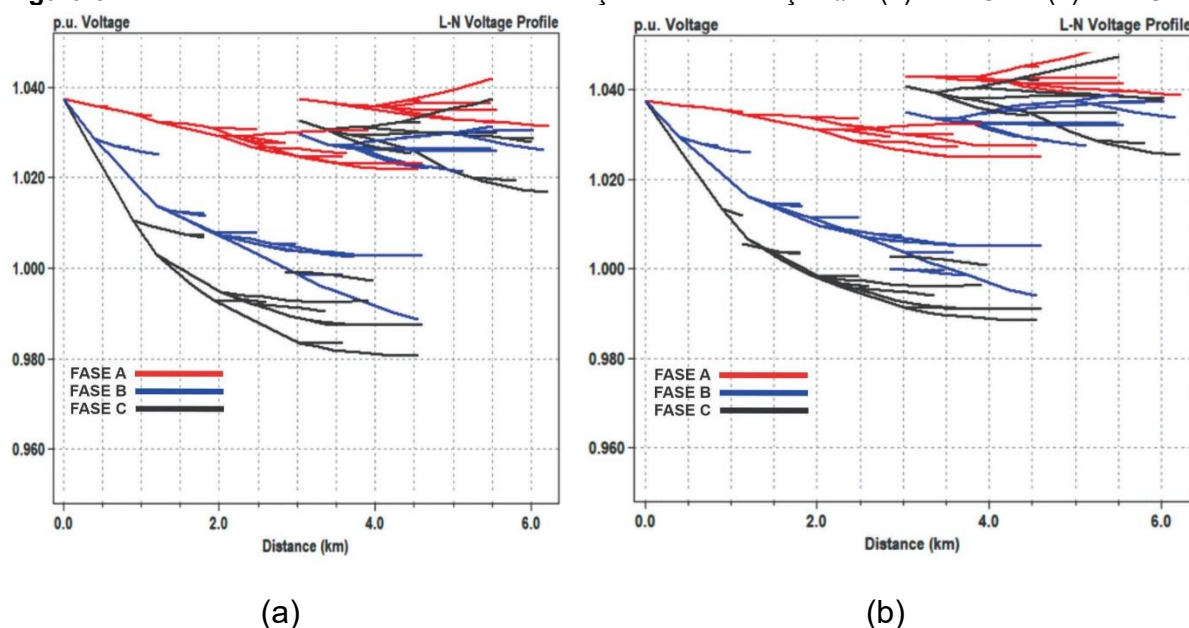 p.u. Voltage L-N Voltage Profile
1.040
1.020
1.000
0.980
0.960
FASE A
FASE B
FASE C
0.0 2.0 4.0 6.0
Distance (km)
(a)
p.u. Voltage L-N Voltage Profile
1.040
1.020
1.000
0.980
0.960
FASE A
FASE B
FASE C
0.0 2.0 4.0 6.0
Distance (km)
(b)